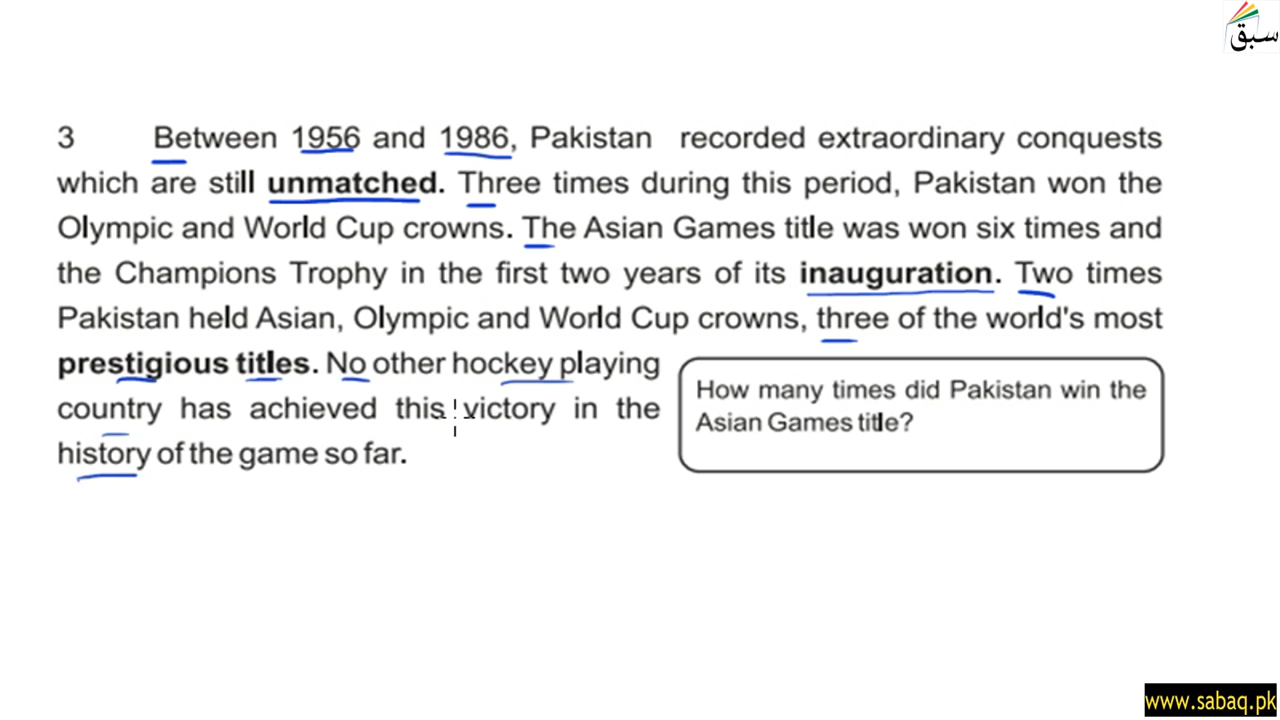 سبق
3 Between 1956 and 1986, Pakistan recorded extraordinary conquests
which are still unmatched. Three times during this period, Pakistan won the
Olympic and World Cup crowns. The Asian Games title was won six times and
the Champions Trophy in the first two years of its inauguration. Two times
Pakistan held Asian, Olympic and World Cup crowns, three of the world's most
prestigious titles. No other hockey playing
country has achieved this victory in the
history of the game so far.
How many times did Pakistan win the
Asian Games title?
www.sabaq.pk